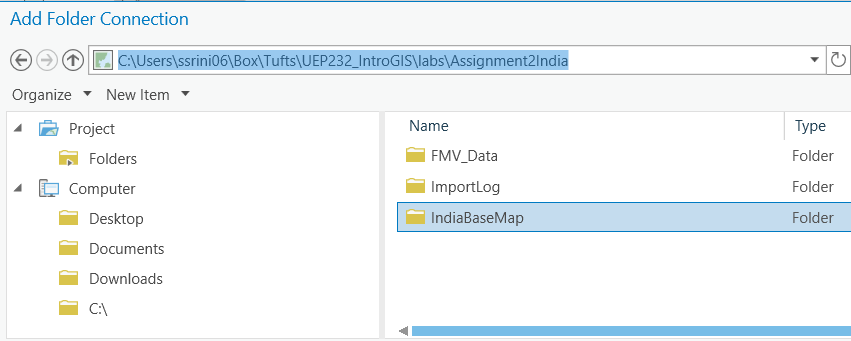 Add Folder Connection
C:\Users\ssrini06\Box\Tufts\UEP232_IntroGIS\labs\Assignment2India
Organize New Item
Project
Folders
Computer
Desktop
Documents
Downloads
C:\
Name Type
FMV_Data Folder
ImportLog Folder
IndiaBaseMap Folder